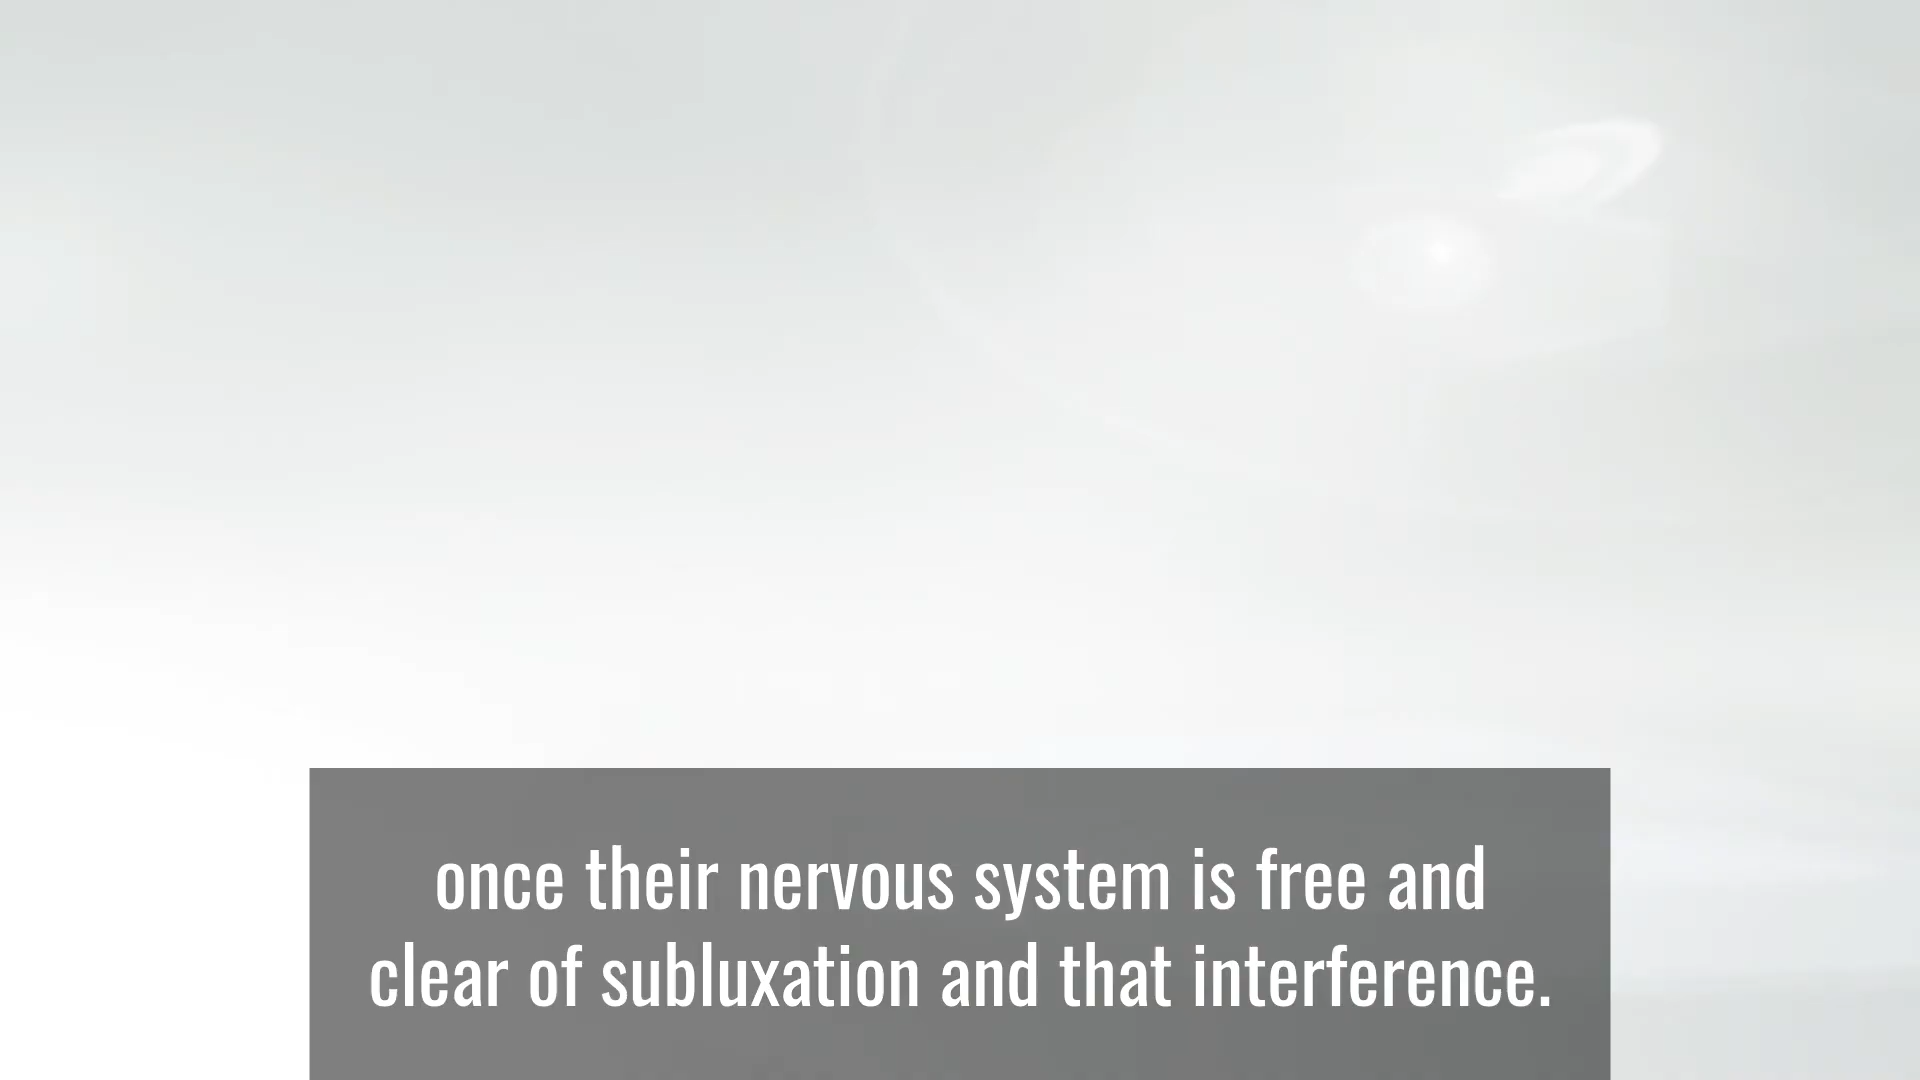 once their nervous system is free and
clear of subluxation and that interference.